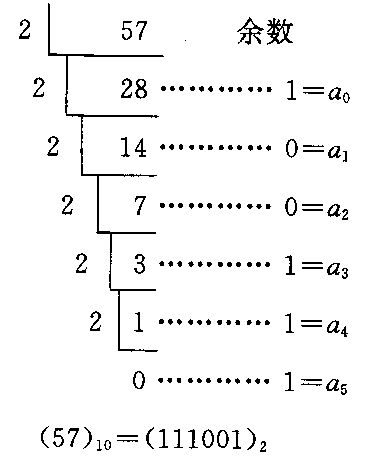 2 57 余数
2 28 ………… 1=a₀
2 14 ………… 0=a₁
2 7 ………… 0=a₂
2 3 ………… 1=a₃
2 1 ………… 1=a₄
0 ………… 1=a₅
(57)₁₀=(111001)₂